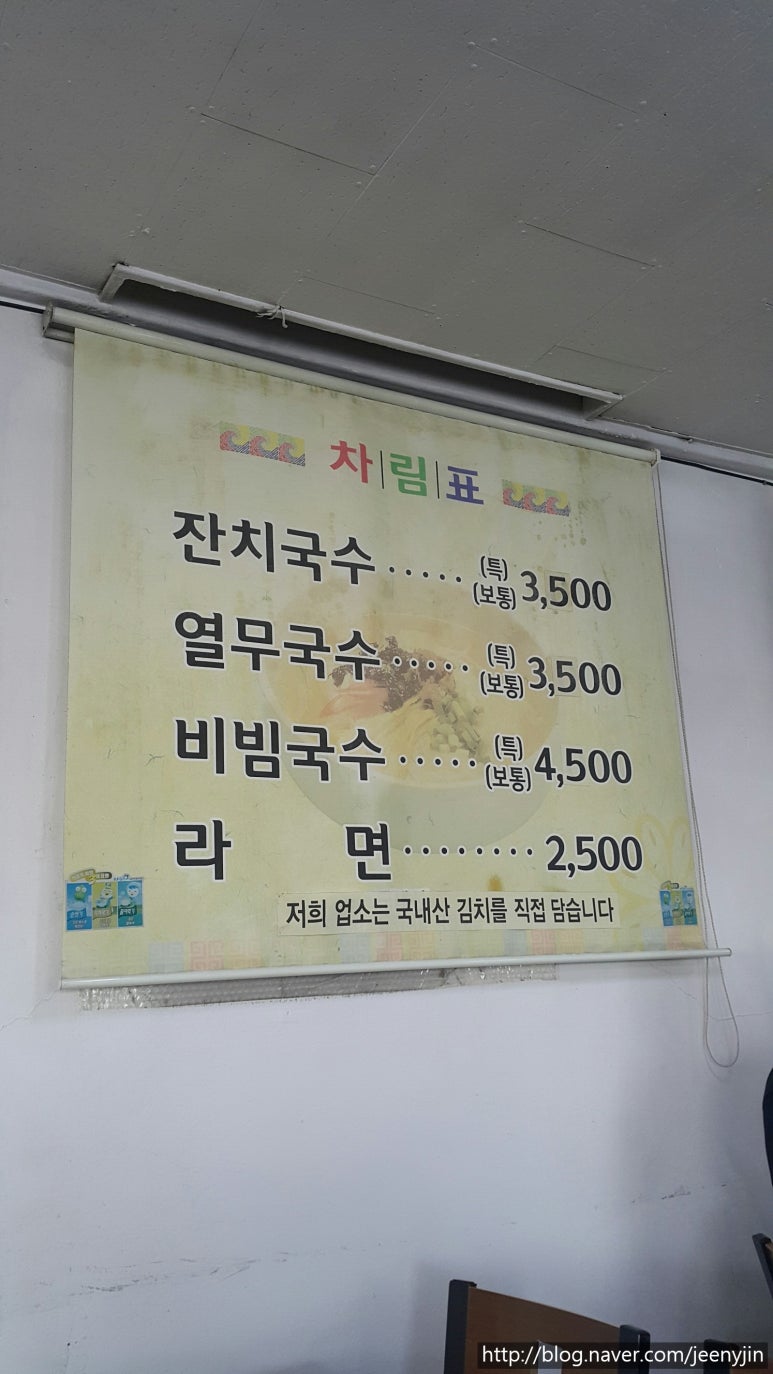 차림표
잔치국수 ..... (특)(보통) 3,500
열무국수 ..... (특)(보통) 3,500
비빔국수 ..... (특)(보통) 4,500
라 면 ........ 2,500
저희 업소는 국내산 김치를 직접 담습니다
http://blog.naver.com/jeenyjin